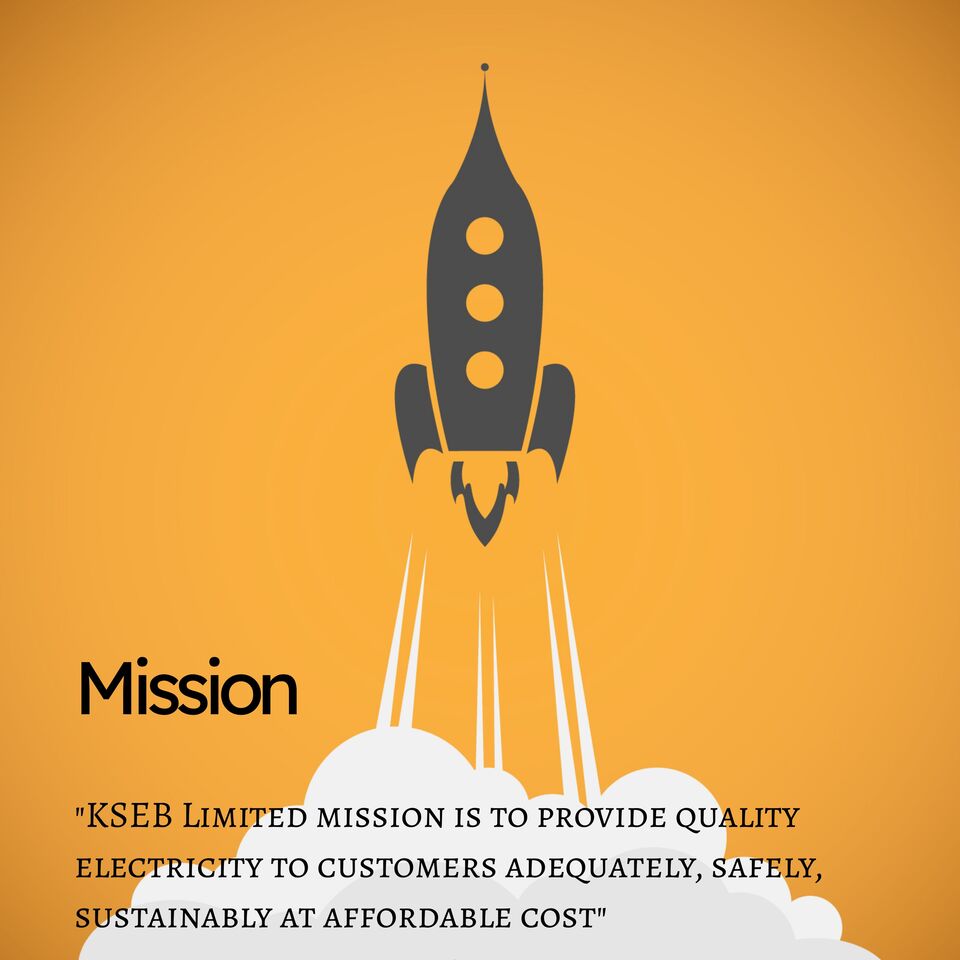 Mission
"KSEB Limited mission is to provide quality
electricity to customers adequately, safely,
sustainably at affordable cost"